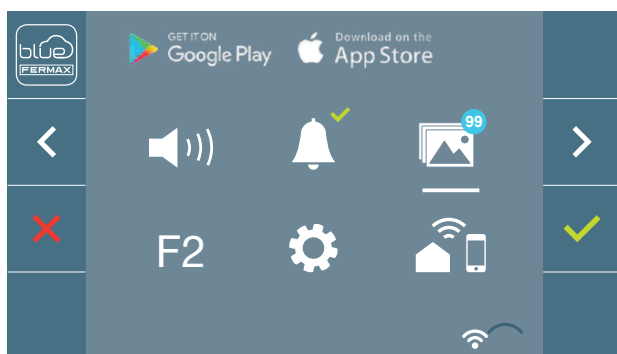 blue
FERMAX
GET IT ON
Google Play
Download on the
App Store
99
F2